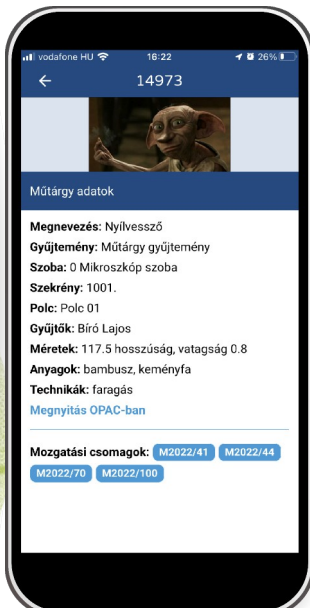 vodafone HU 16:22 26%
14973
Műtárgy adatok
Megnevezés: Nyílvessző
Gyűjtemény: Műtárgy gyűjtemény
Szoba: 0 Mikroszkóp szoba
Szekrény: 1001.
Polc: Polc 01
Gyűjtők: Bíró Lajos
Méretek: 117.5 hosszúság, vatagság 0.8
Anyagok: bambusz, keményfa
Technikák: faragás
Megnyitás OPAC-ban
Mozgatási csomagok: M2022/41 M2022/44
M2022/70 M2022/100